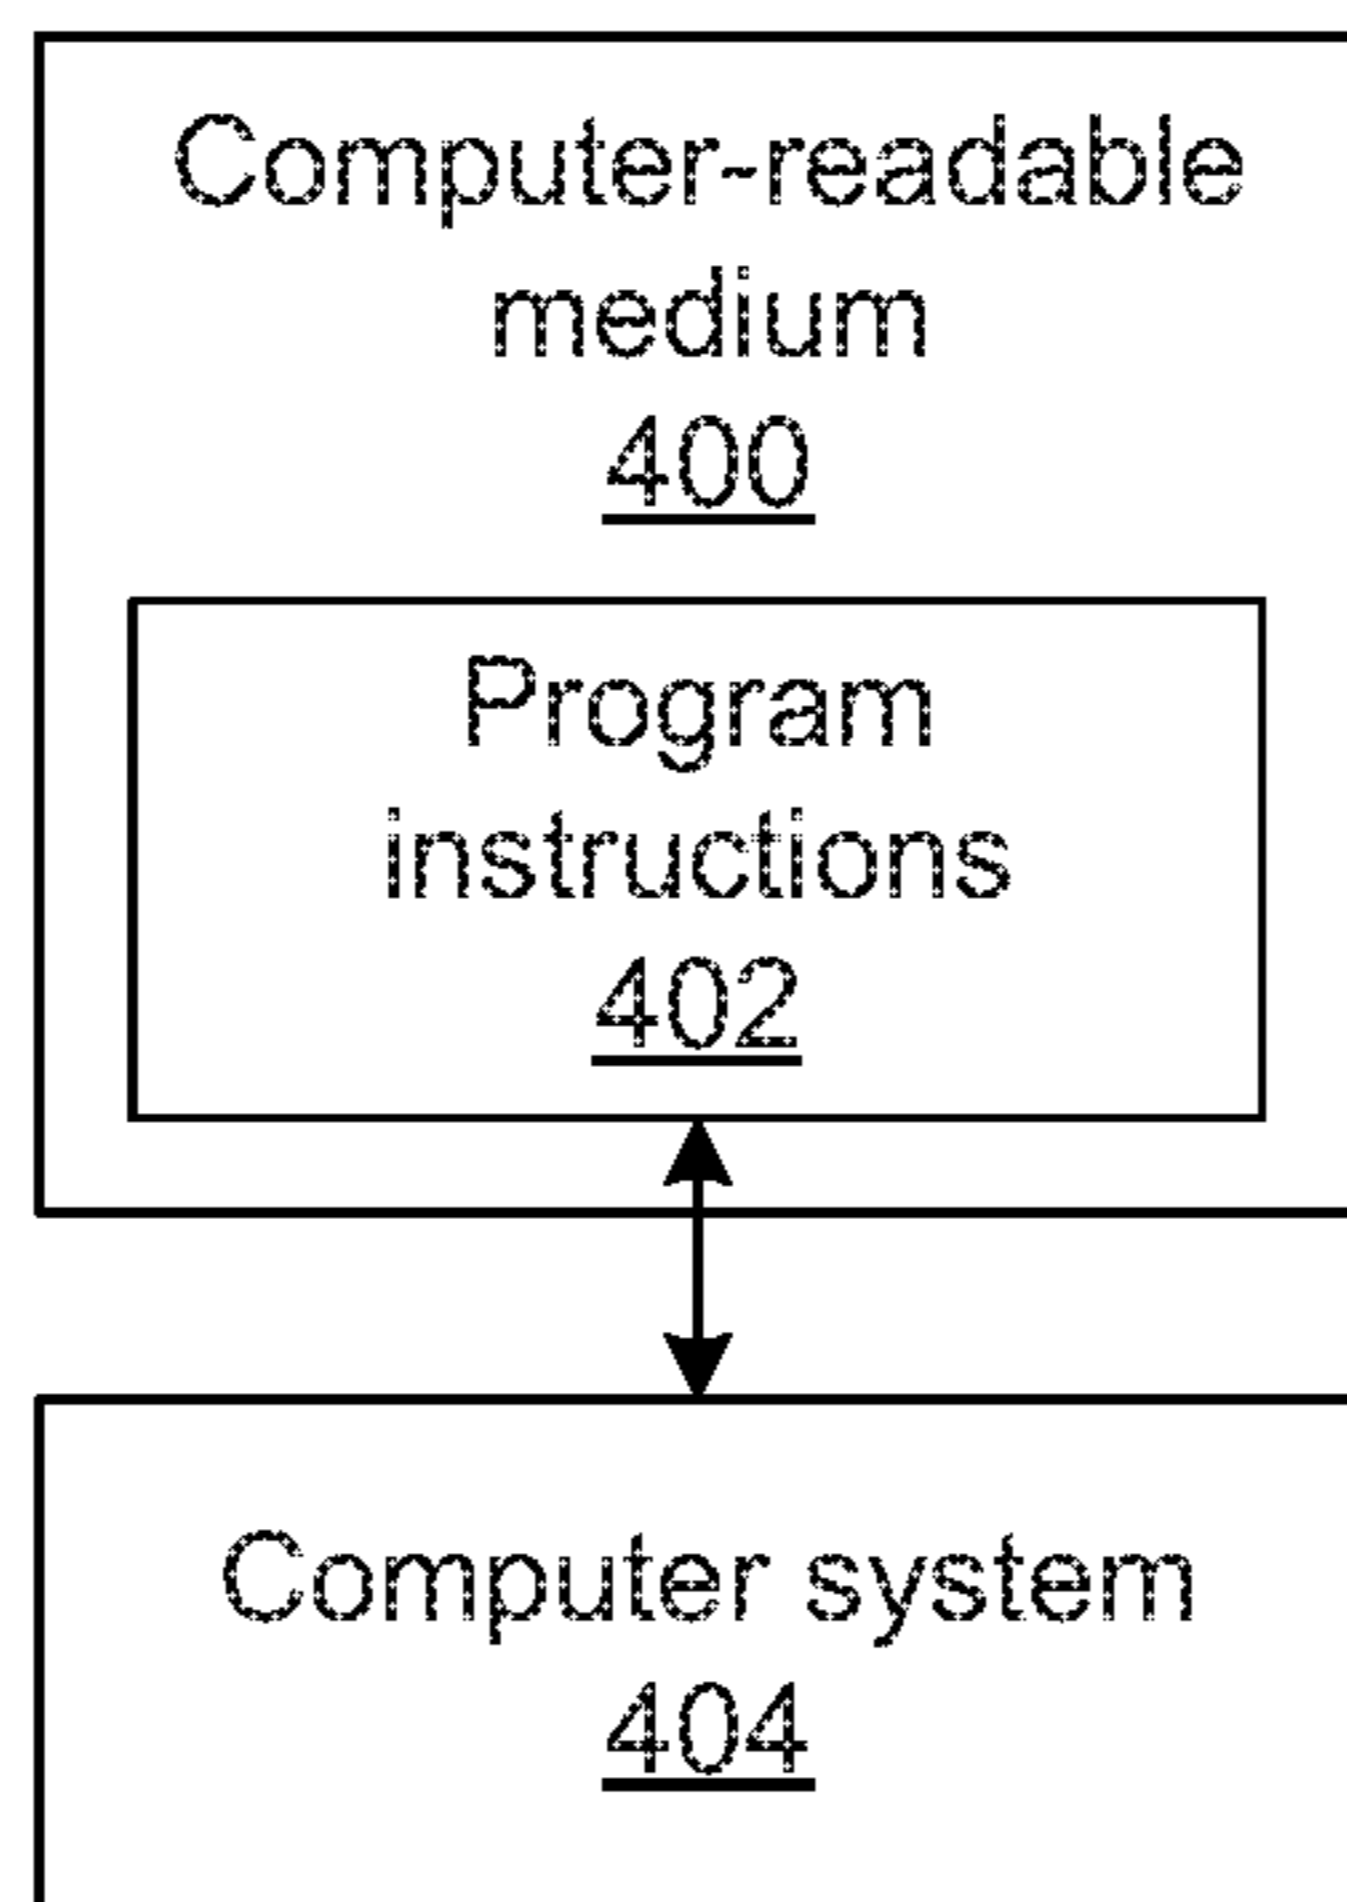 Computer-readable
medium
400
Program
instructions
402
Computer system
404